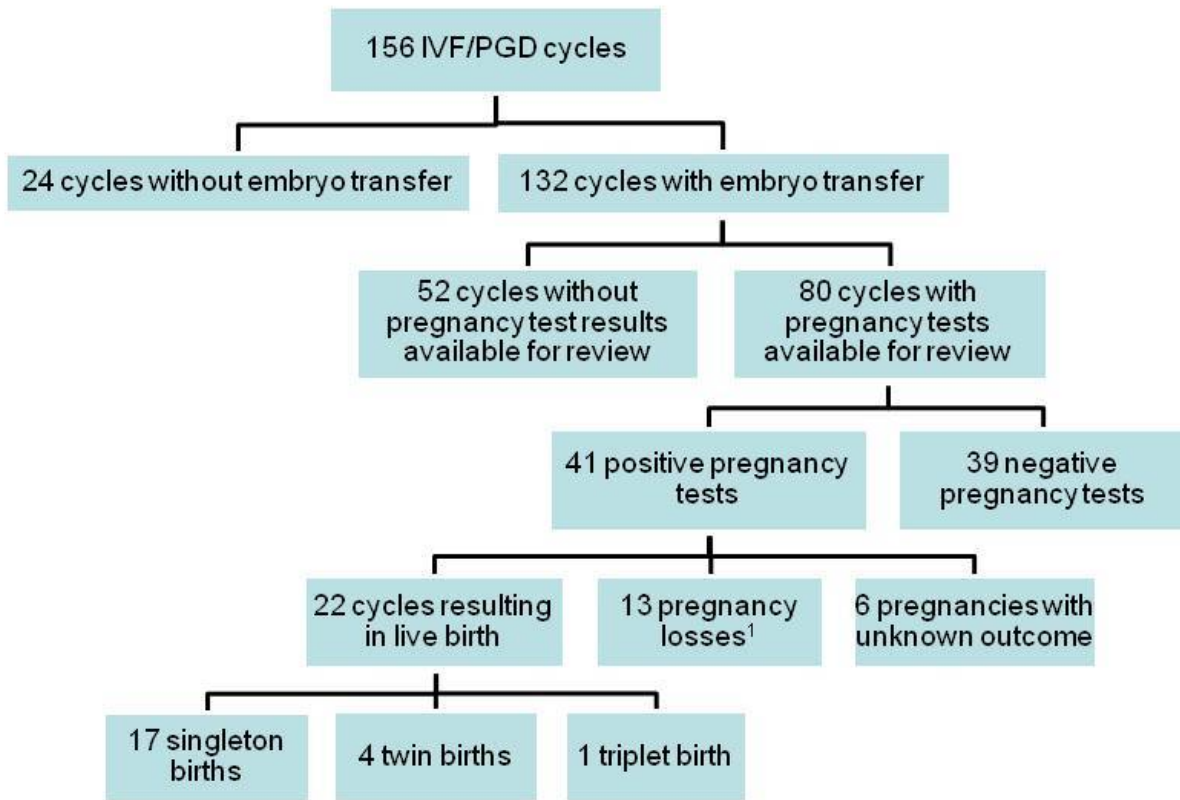 156 IVF/PGD cycles
24 cycles without embryo transfer
132 cycles with embryo transfer
52 cycles without
pregnancy test results
available for review
80 cycles with
pregnancy tests
available for review
41 positive pregnancy
tests
39 negative
pregnancy tests
22 cycles resulting
in live birth
13 pregnancy
losses¹
6 pregnancies with
unknown outcome
17 singleton
births
4 twin births
1 triplet birth